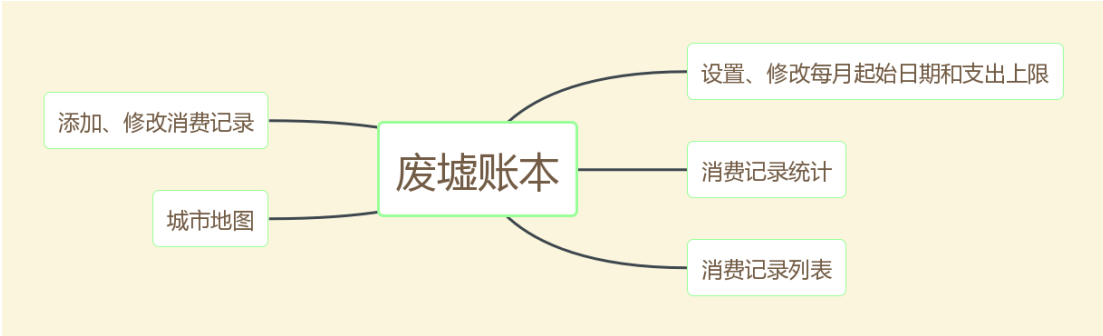 废墟账本
设置、修改每月起始日期和支出上限
消费记录统计
消费记录列表
添加、修改消费记录
城市地图